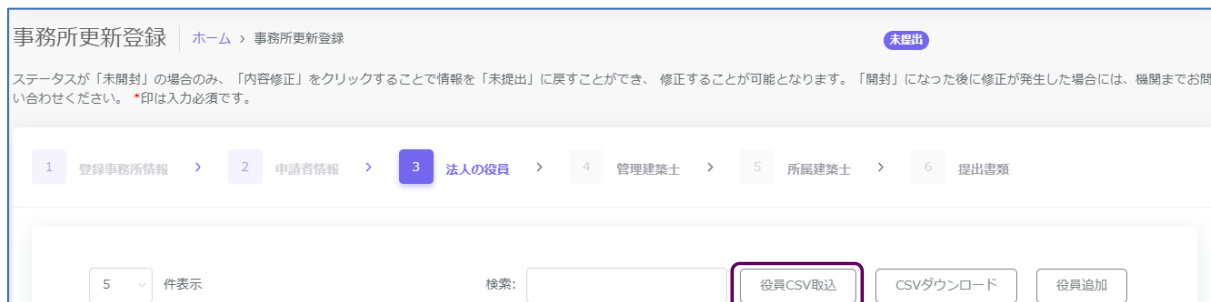 事務所更新登録 ホーム > 事務所更新登録 未提出
ステータスが「未開封」の場合のみ、「内容修正」をクリックすることで情報を「未提出」に戻すことができ、 修正することが可能となります。「開封」になった後に修正が発生した場合には、機関までお問
い合わせください。 *印は入力必須です。
1 登録事務所情報 > 2 申請者情報 > 3 法人の役員 > 4 管理建築士 > 5 所属建築士 > 6 提出書類
5 件表示 検索: 役員CSV取込 CSVダウンロード 役員追加